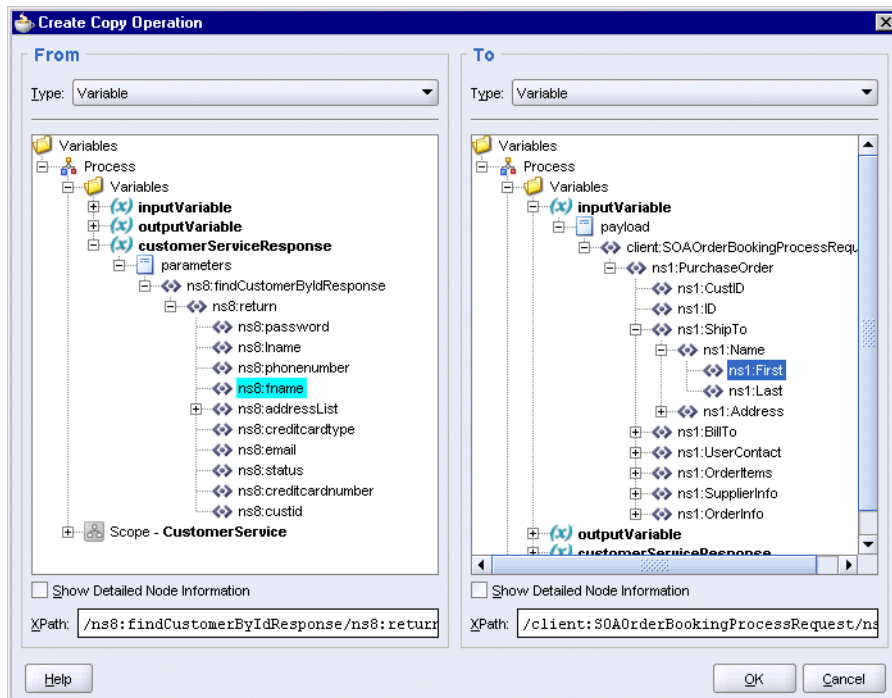 Create Copy Operation
From
Type: Variable
Variables
Process
Variables
(x) inputVariable
(x) outputVariable
(x) customerServiceResponse
parameters
ns8:findCustomerByIdResponse
ns8:return
ns8:password
ns8:lname
ns8:phonenumber
ns8:fname
ns8:addressList
ns8:creditcardtype
ns8:email
ns8:status
ns8:creditcardnumber
ns8:custid
Scope - CustomerService
Show Detailed Node Information
XPath: /ns8:findCustomerByIdResponse/ns8:return
To
Type: Variable
Variables
Process
Variables
(x) inputVariable
payload
client:SOAOrderBookingProcessRequ
ns1:PurchaseOrder
ns1:CustID
ns1:ID
ns1:ShipTo
ns1:Name
ns1:First
ns1:Last
ns1:Address
ns1:BillTo
ns1:UserContact
ns1:OrderItems
ns1:SupplierInfo
ns1:OrderInfo
(x) outputVariable
(x) customerServiceResponse
Show Detailed Node Information
XPath: /client:SOAOrderBookingProcessRequest/ns
Help
OK
Cancel